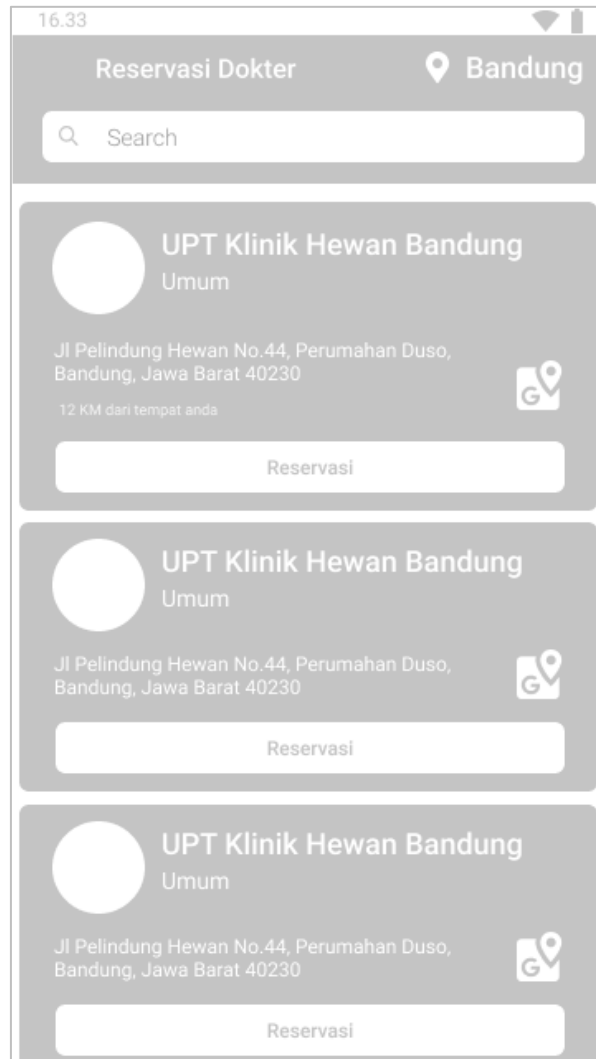 16.33
Reservasi Dokter
Bandung
Search
UPT Klinik Hewan Bandung
Umum
Jl Pelindung Hewan No.44, Perumahan Duso,
Bandung, Jawa Barat 40230
G
12 KM dari tempat anda
Reservasi
UPT Klinik Hewan Bandung
Umum
Jl Pelindung Hewan No.44, Perumahan Duso,
Bandung, Jawa Barat 40230
G
Reservasi
UPT Klinik Hewan Bandung
Umum
Jl Pelindung Hewan No.44, Perumahan Duso,
Bandung, Jawa Barat 40230
G
Reservasi